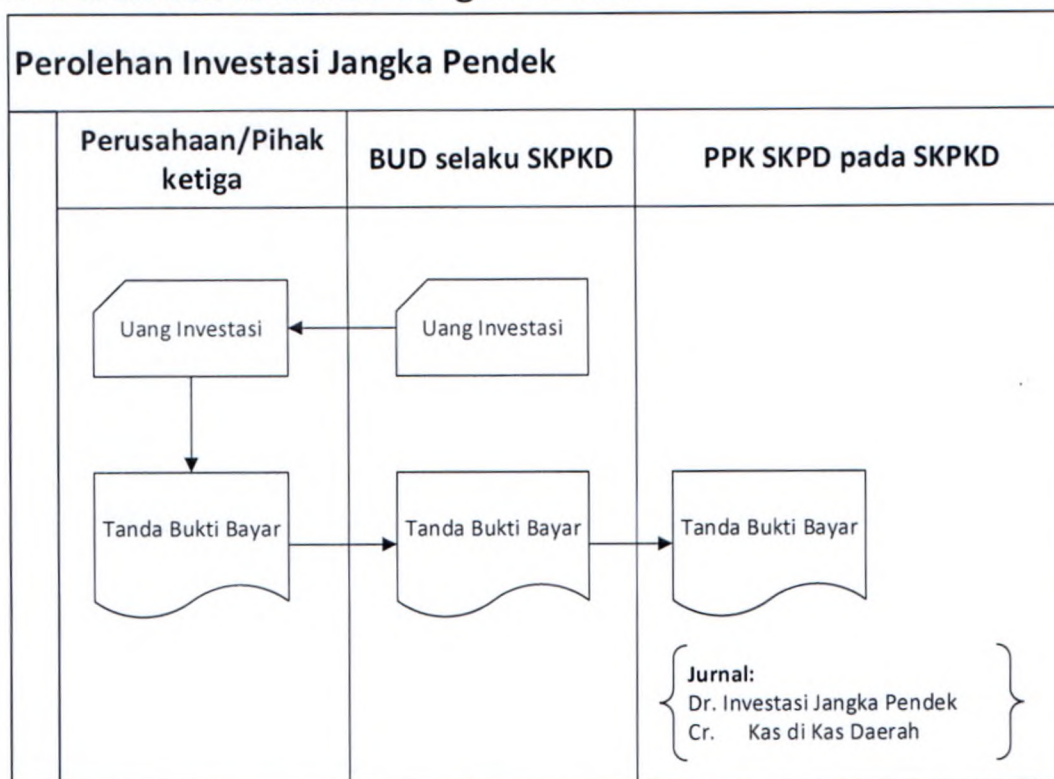 Perolehan Investasi Jangka Pendek
Perusahaan/Pihak
ketiga
BUD selaku SKPKD
PPK SKPD pada SKPKD
Uang Investasi
Uang Investasi
Tanda Bukti Bayar
Tanda Bukti Bayar
Tanda Bukti Bayar
Jurnal:
Dr. Investasi Jangka Pendek
Cr. Kas di Kas Daerah